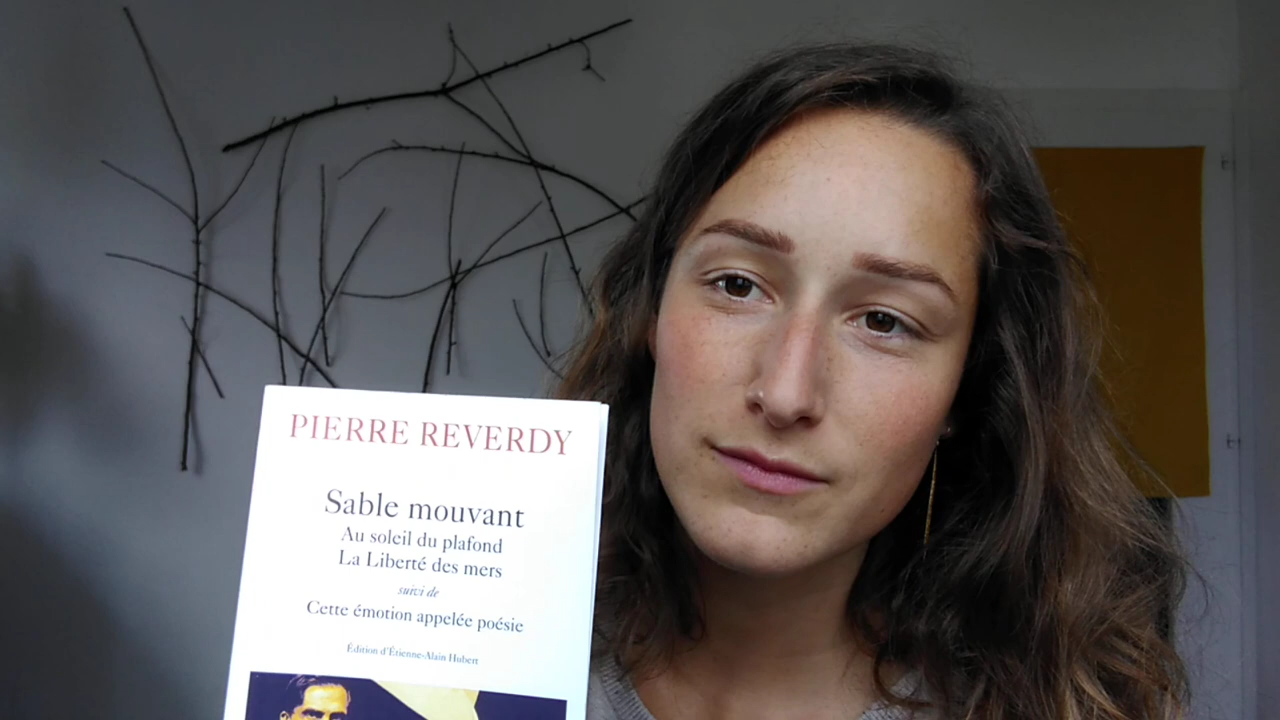 PIERRE REVERDY
Sable mouvant
Au soleil du plafond
La Liberté des mers
suivi de
Cette émotion appelée poésie
Édition d'Étienne-Alain Hubert